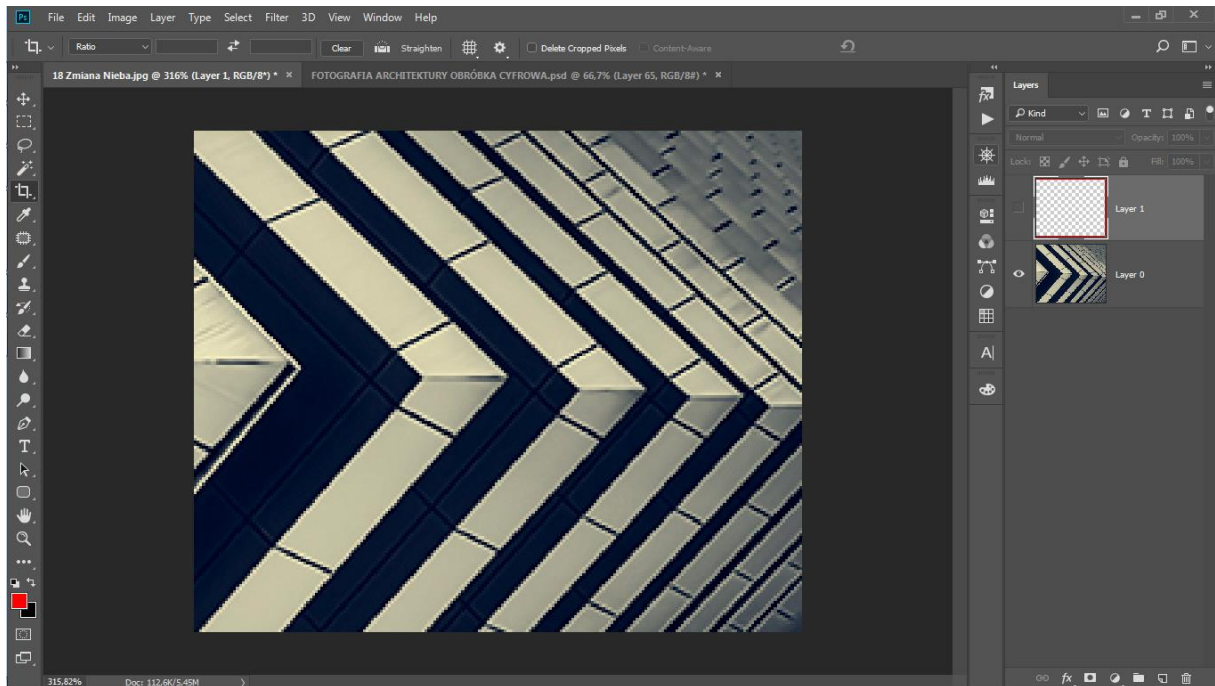 Ps File Edit Image Layer Type Select Filter 3D View Window Help
Ratio Clear Straighten Delete Cropped Pixels Content-Aware
18 Zmiana Nieba.jpg @ 316% (Layer 1, RGB/8*) * × FOTOGRAFIA ARCHITEKTURY OBRÓBKA CYFROWA.psd @ 66,7% (Layer 65, RGB/8#) * ×
Layers
Kind
Normal Opacity: 100%
Lock: Fill: 100%
Layer 1
Layer 0
315,82% Doc: 112,6K/5,45M